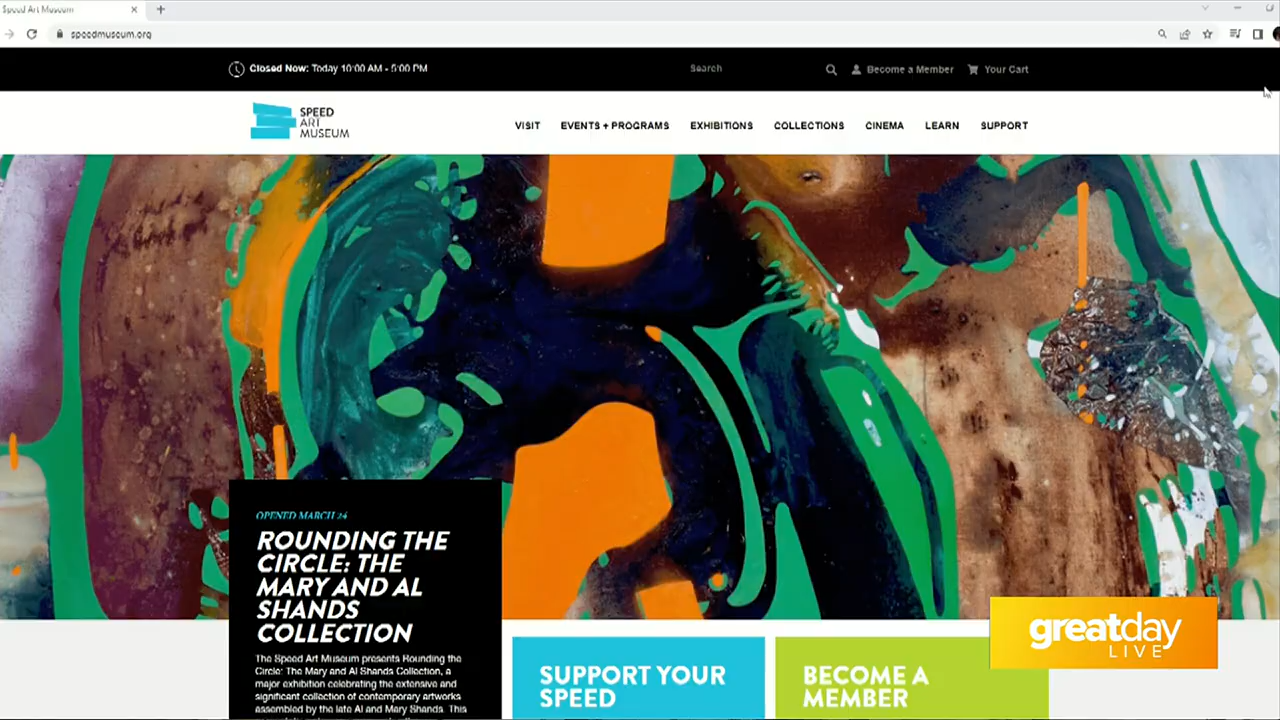 Speed Art Museum
speedmuseum.org
Closed Now: Today 10:00 AM - 5:00 PM
Search
Become a Member
Your Cart
SPEED
ART
MUSEUM
VISIT
EVENTS + PROGRAMS
EXHIBITIONS
COLLECTIONS
CINEMA
LEARN
SUPPORT
OPENED MARCH 24
ROUNDING THE
CIRCLE: THE
MARY AND AL
SHANDS
COLLECTION
The Speed Art Museum presents Rounding the
Circle: The Mary and Al Shands Collection, a
major exhibition celebrating the extensive and
significant collection of contemporary artworks
assembled by the late Al and Mary Shands. This
SUPPORT YOUR
SPEED
BECOME A
MEMBER
greatday
LIVE